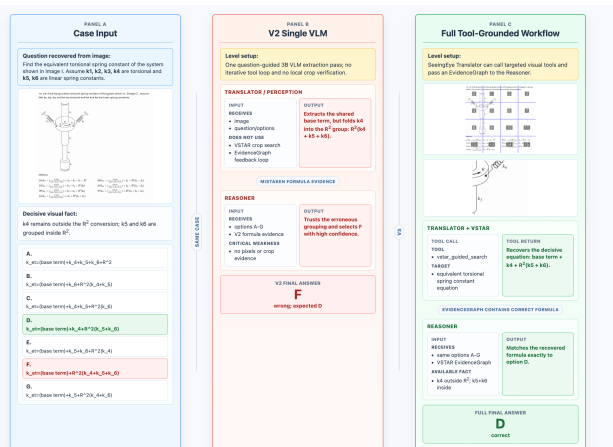 PANEL A
Case Input
Question recovered from image:
Find the equivalent torsional spring constant of the system
shown in Image I. Assume k1, k2, k3, k4 are torsional and
k5, k6 are linear spring constants.
Decisive visual fact:
k4 remains outside the R² conversion; k5 and k6 are
grouped inside R².
A.
k_et=(base term)+k_4+k_5+k_6+R^2
B.
k_et=(base term)+k_6+R^2(k_4+k_5)
C.
k_et=(base term)+k_4+k_5+R^2(k_6)
D.
k_et=(base term)+k_4+R^2(k_5+k_6)
E.
k_et=(base term)+k_5+k_6+R^2(k_4)
F.
k_et=(base term)+R^2(k_4+k_5+k_6)
G.
k_et=(base term)+k_5+R^2(k_4+k_6)
SAME CASE
PANEL B
V2 Single VLM
Level setup:
One question-guided 3B VLM extraction pass; no
iterative tool loop and no local crop verification.
TRANSLATOR / PERCEPTION
INPUT
RECEIVES
• image
• question/options
DOES NOT USE
• VSTAR crop search
• EvidenceGraph
feedback loop
OUTPUT
Extracts the shared
base term, but folds k4
into the R² group: R²(k4
+ k5 + k6).
MISTAKEN FORMULA EVIDENCE
REASONER
INPUT
RECEIVES
• options A-G
• V2 formula evidence
CRITICAL WEAKNESS
• no pixels or crop
evidence
OUTPUT
Trusts the erroneous
grouping and selects F
with high confidence.
V2 FINAL ANSWER
F
wrong; expected D
VS
PANEL C
Full Tool-Grounded Workflow
Level setup:
SeeingEye Translator can call targeted visual tools and
pass an EvidenceGraph to the Reasoner.
TRANSLATOR + VSTAR
TOOL CALL
TOOL
• vstar_guided_search
TARGET
• equivalent torsional
spring constant
equation
TOOL RETURN
Recovers the decisive
equation: base term +
k4 + R²(k5 + k6).
EVIDENCEGRAPH CONTAINS CORRECT FORMULA
REASONER
INPUT
RECEIVES
• same options A-G
• VSTAR EvidenceGraph
AVAILABLE FACT
• k4 outside R²; k5+k6
inside
OUTPUT
Matches the recovered
formula exactly to
option D.
FULL FINAL ANSWER
D
correct